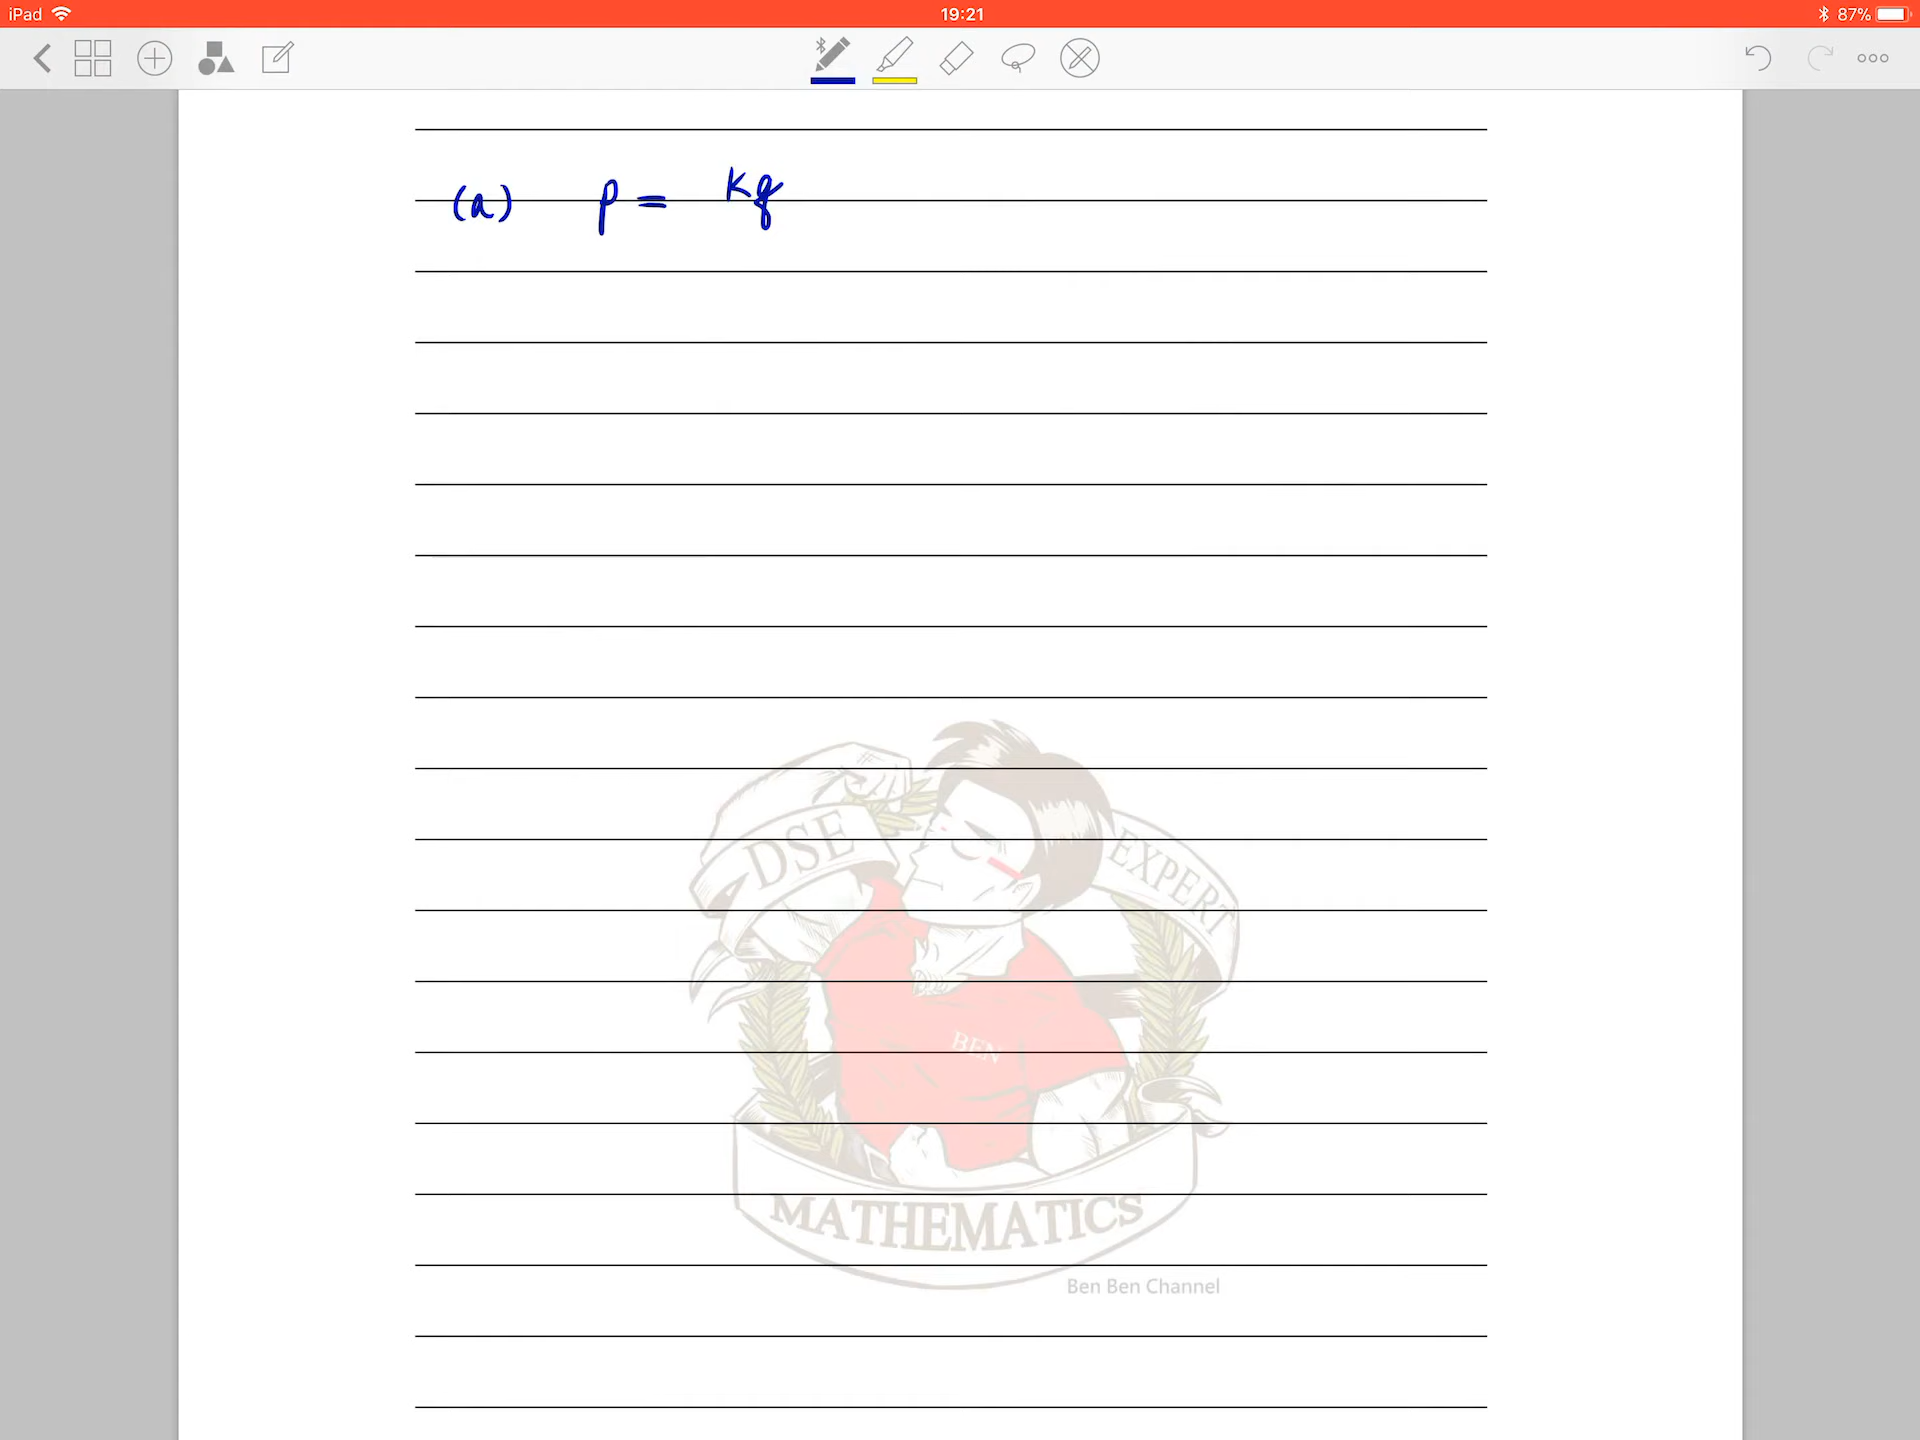 iPad 19:21 87%
(a) p = kq
DSE EXPERT
BEN
MATHEMATICS
Ben Ben Channel